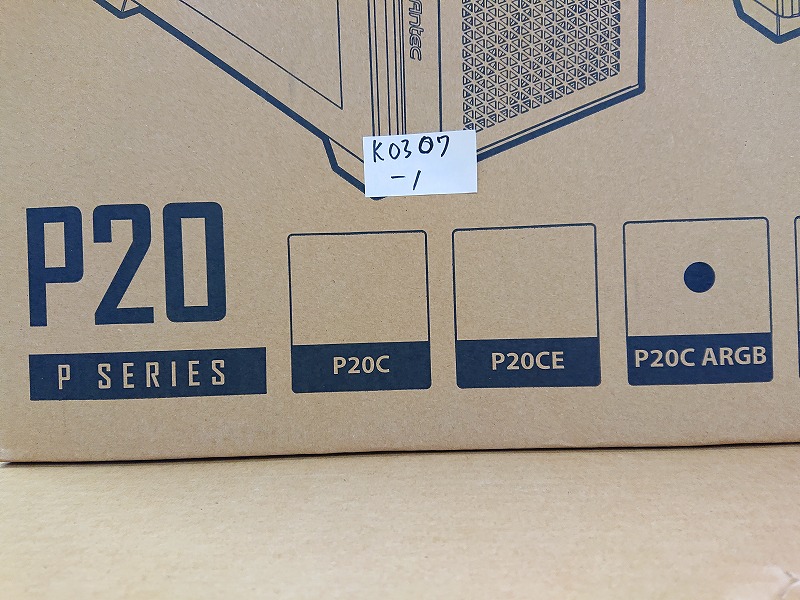 Antec
K0307
-1
P20
P SERIES
P20C
P20CE
P20C ARGB